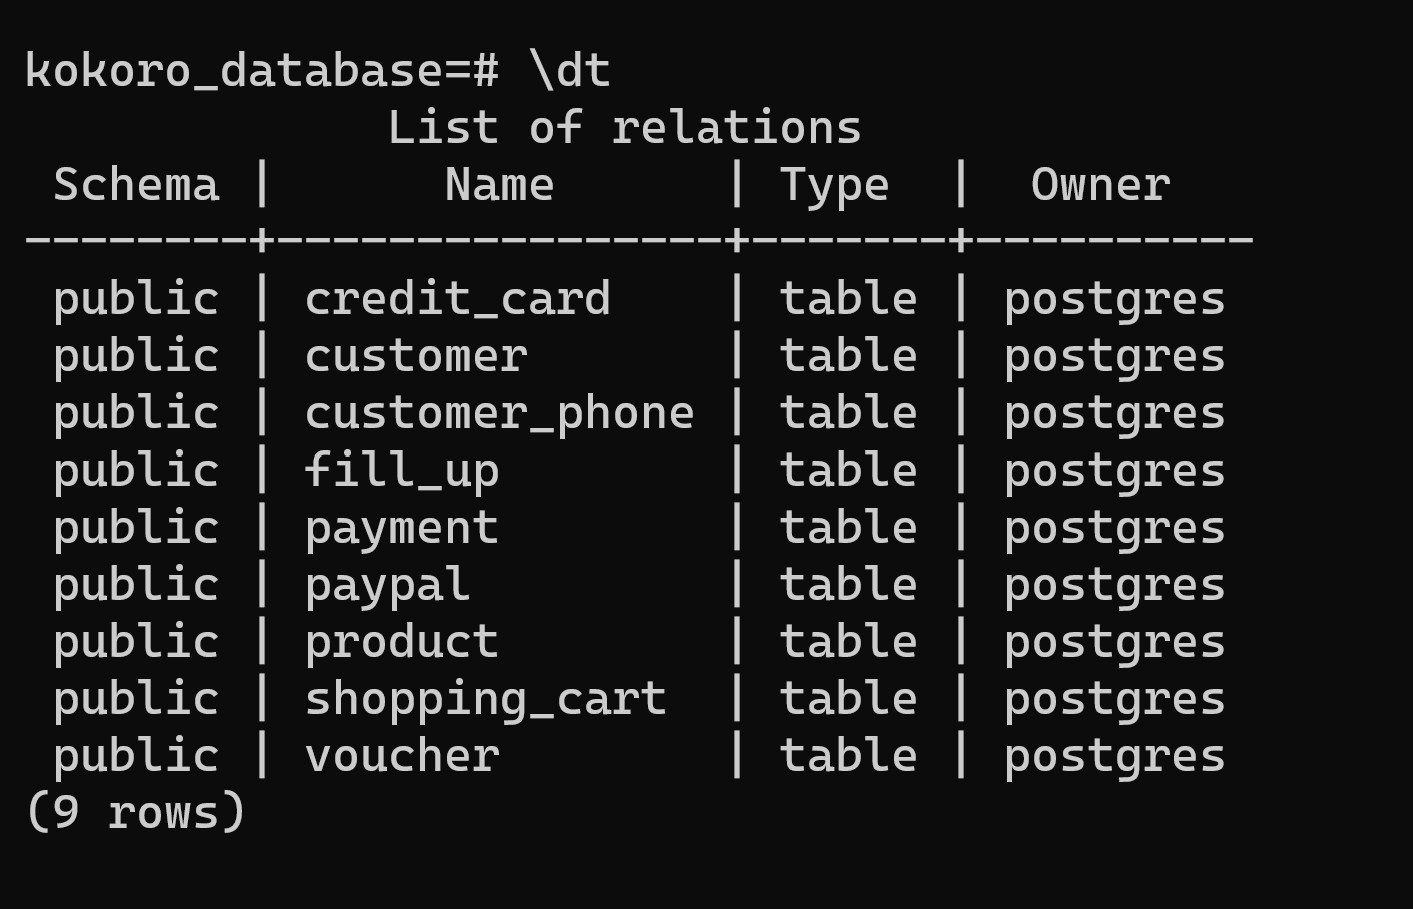 kokoro_database=# \dt
             List of relations
 Schema |      Name      | Type  |  Owner
--------+----------------+-------+----------
 public | credit_card    | table | postgres
 public | customer       | table | postgres
 public | customer_phone | table | postgres
 public | fill_up        | table | postgres
 public | payment        | table | postgres
 public | paypal         | table | postgres
 public | product        | table | postgres
 public | shopping_cart  | table | postgres
 public | voucher        | table | postgres
(9 rows)